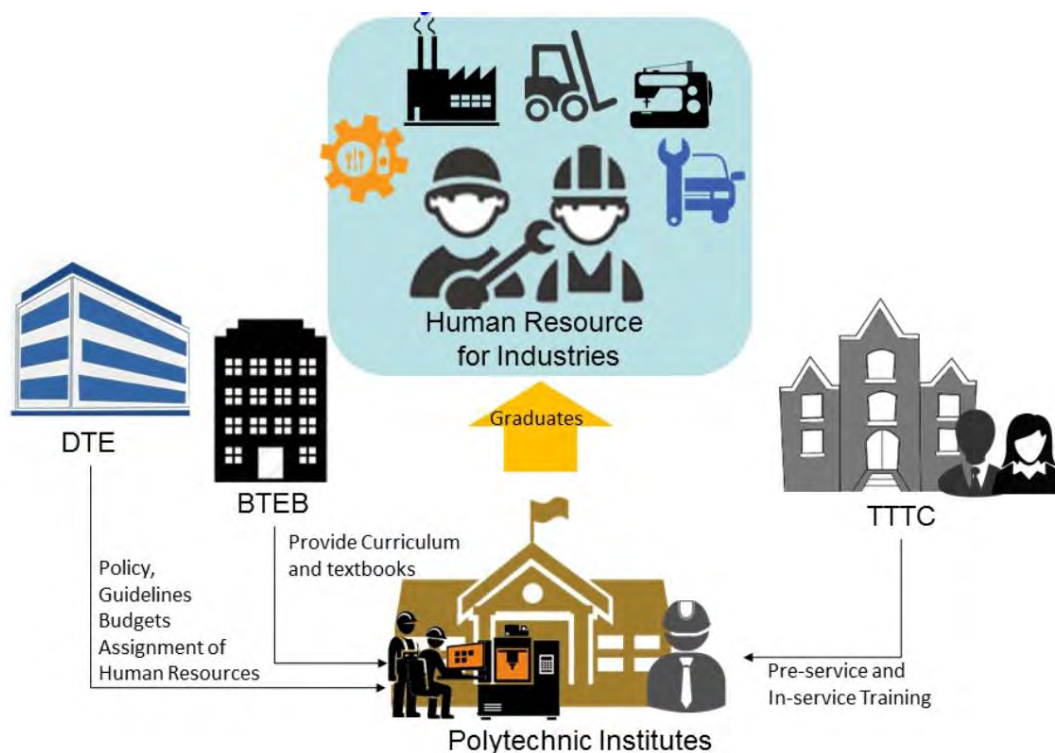 Human Resource
for Industries
Graduates
DTE
BTEB
TTTC
Provide Curriculum
and textbooks
Policy,
Guidelines
Budgets
Assignment of
Human Resources
Pre-service and
In-service Training
Polytechnic Institutes